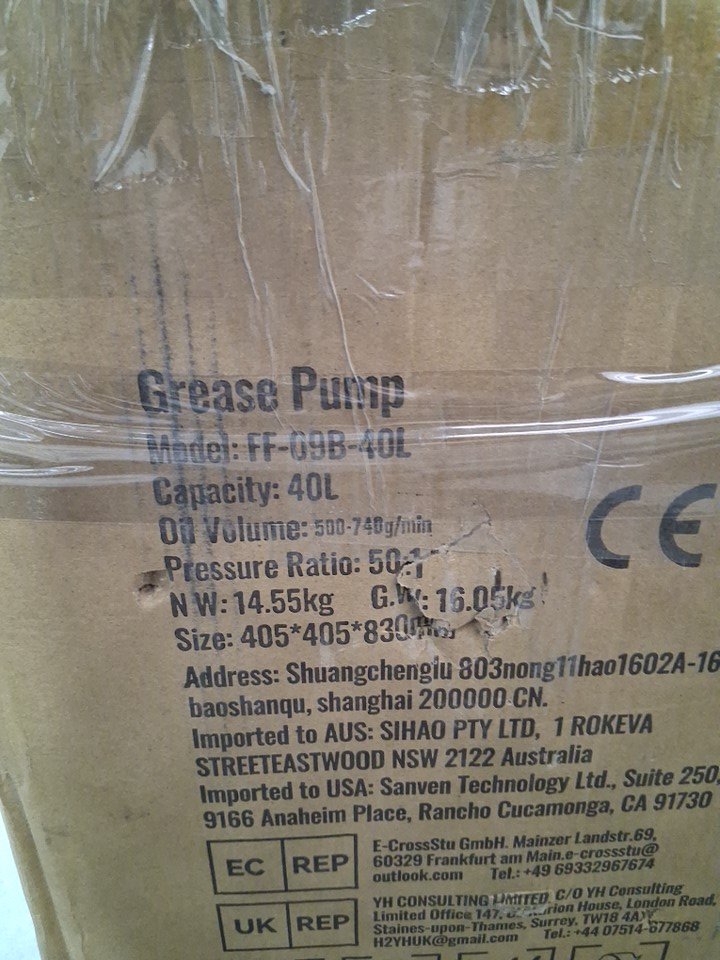 Grease Pump
Model: FF-09B-40L
Capacity: 40L
Oil Volume: 500-740g/min
Pressure Ratio: 50:1
N W: 14.55kg G.W: 16.05kg
Size: 405*405*830mm
CE
Address: Shuangchenglu 803nong11hao1602A-16
baoshanqu, shanghai 200000 CN.
Imported to AUS: SIHAO PTY LTD, 1 ROKEVA
STREETEASTWOOD NSW 2122 Australia
Imported to USA: Sanven Technology Ltd., Suite 250,
9166 Anaheim Place, Rancho Cucamonga, CA 91730
EC REP
E-CrossStu GmbH. Mainzer Landstr.69,
60329 Frankfurt am Main.e-crossstu@
outlook.com Tel.: +49 69332967674
UK REP
YH CONSULTING LIMITED C/O YH Consulting
Limited Office 147, House, London Road,
Staines-upon-Thames, Surrey, TW18
H2YHUK@gmail.com Tel.: +44 07514-677868